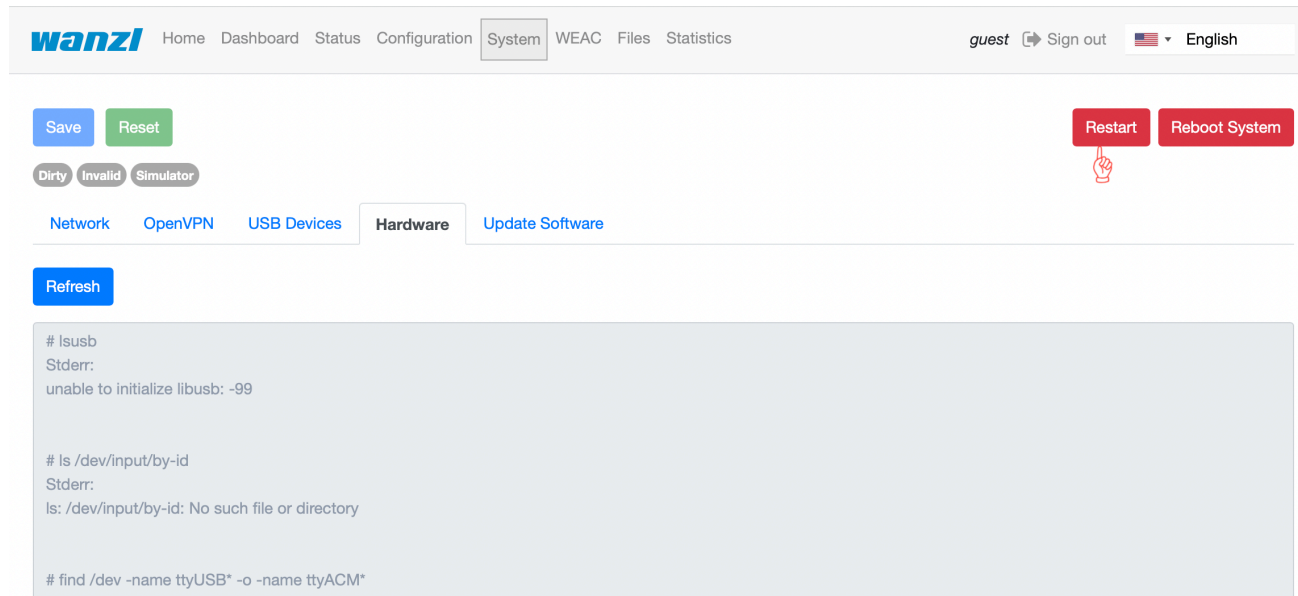 wanzl Home Dashboard Status Configuration System WEAC Files Statistics guest Sign out English
Save Reset Restart Reboot System
Dirty Invalid Simulator
Network OpenVPN USB Devices Hardware Update Software
Refresh
# lsusb
Stderr:
unable to initialize libusb: -99
# ls /dev/input/by-id
Stderr:
ls: /dev/input/by-id: No such file or directory
# find /dev -name ttyUSB* -o -name ttyACM*